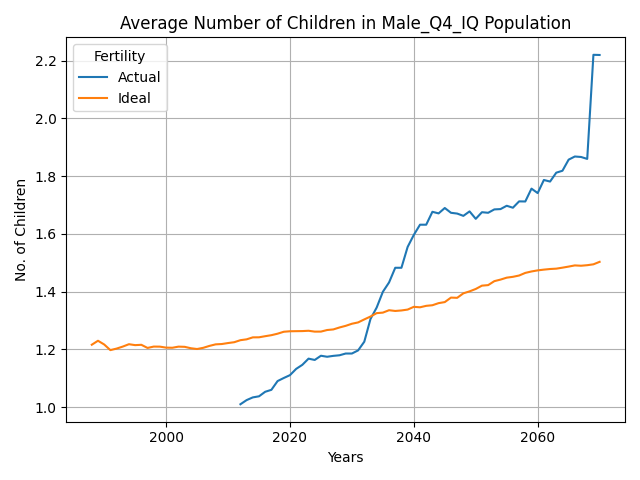 Average Number of Children in Male_Q4_IQ Population
Fertility
Actual
Ideal
No. of Children
2.2
2.0
1.8
1.6
1.4
1.2
1.0
2000 2020 2040 2060
Years